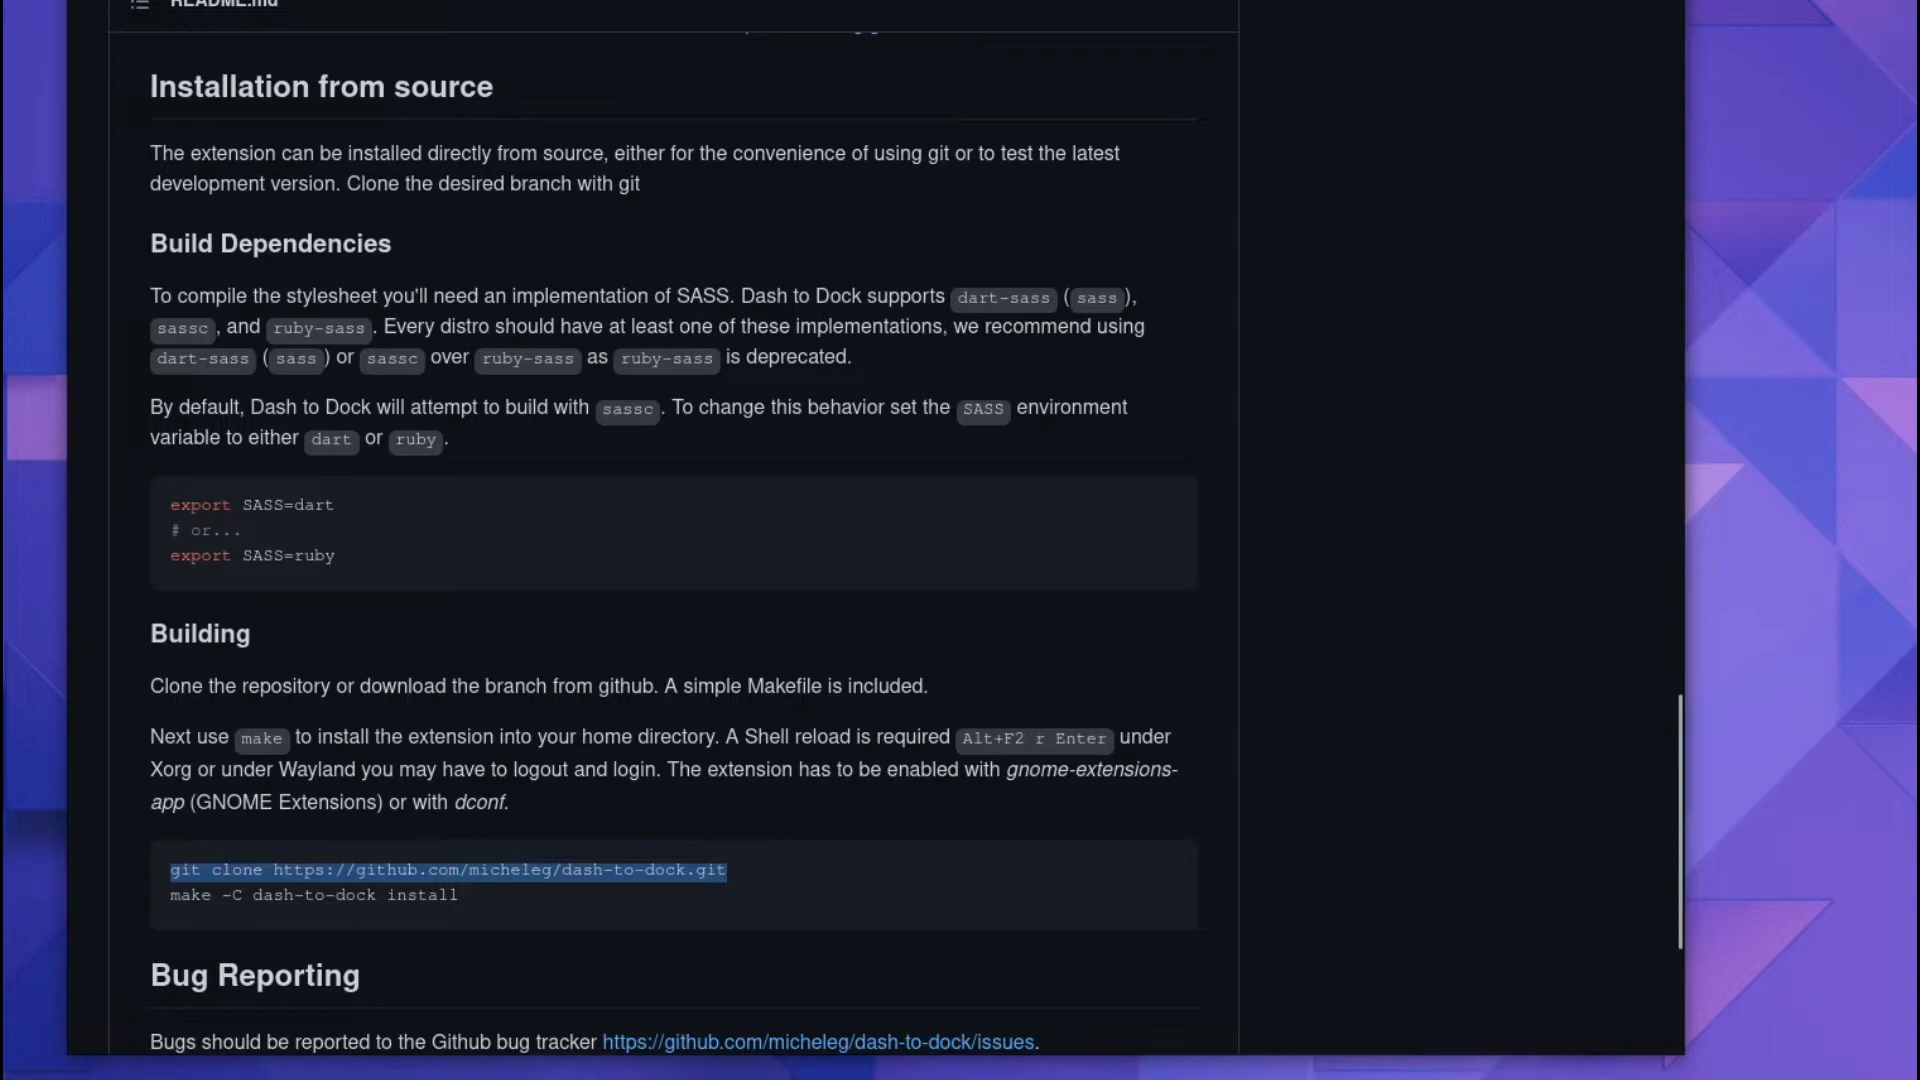 README.md
Installation from source
The extension can be installed directly from source, either for the convenience of using git or to test the latest
development version. Clone the desired branch with git
Build Dependencies
To compile the stylesheet you'll need an implementation of SASS. Dash to Dock supports dart-sass (sass),
sassc, and ruby-sass. Every distro should have at least one of these implementations, we recommend using
dart-sass (sass) or sassc over ruby-sass as ruby-sass is deprecated.
By default, Dash to Dock will attempt to build with sassc. To change this behavior set the SASS environment
variable to either dart or ruby.
export SASS=dart
# or...
export SASS=ruby
Building
Clone the repository or download the branch from github. A simple Makefile is included.
Next use make to install the extension into your home directory. A Shell reload is required Alt+F2 r Enter under
Xorg or under Wayland you may have to logout and login. The extension has to be enabled with gnome-extensions-
app (GNOME Extensions) or with dconf.
git clone https://github.com/micheleg/dash-to-dock.git
make -C dash-to-dock install
Bug Reporting
Bugs should be reported to the Github bug tracker https://github.com/micheleg/dash-to-dock/issues.